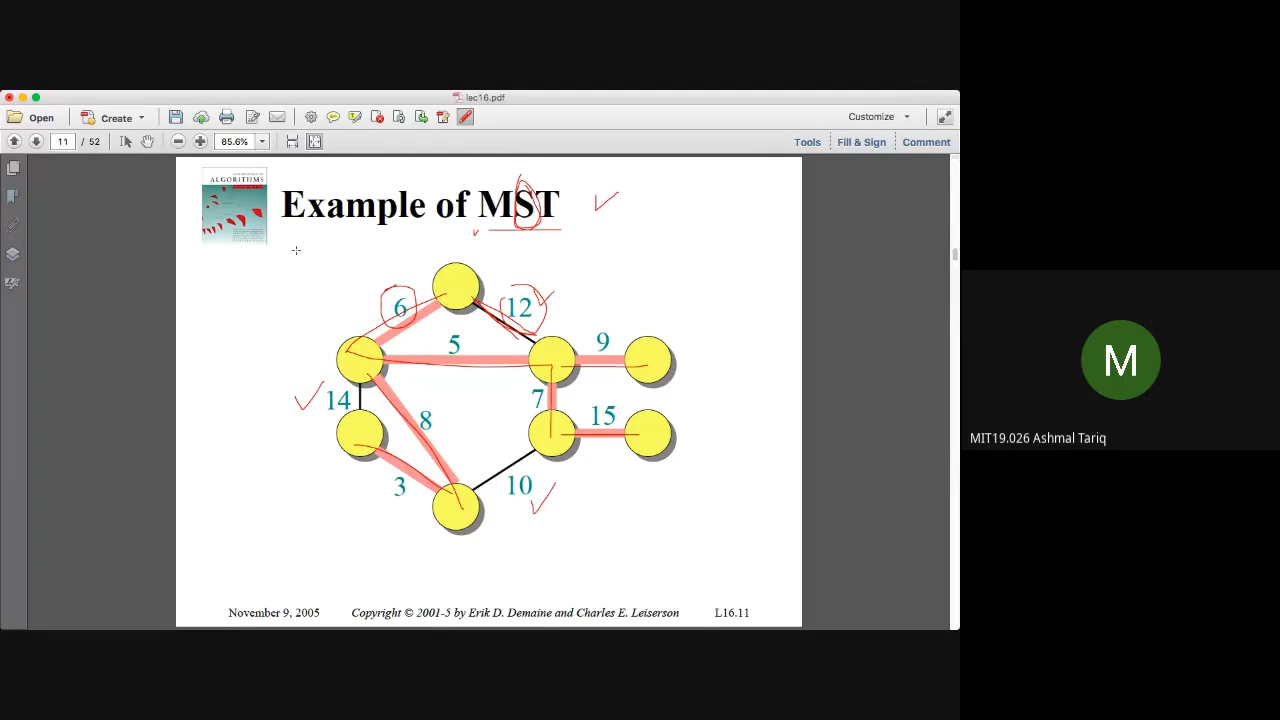 lec16.pdf
Open
Create
Customize
11 / 52
85.6%
Tools
Fill & Sign
Comment
ALGORITHMS
Example of MST
6
12
5
9
14
7
15
8
3
10
November 9, 2005 Copyright © 2001-5 by Erik D. Demaine and Charles E. Leiserson L16.11
M
MIT19.026 Ashmal Tariq